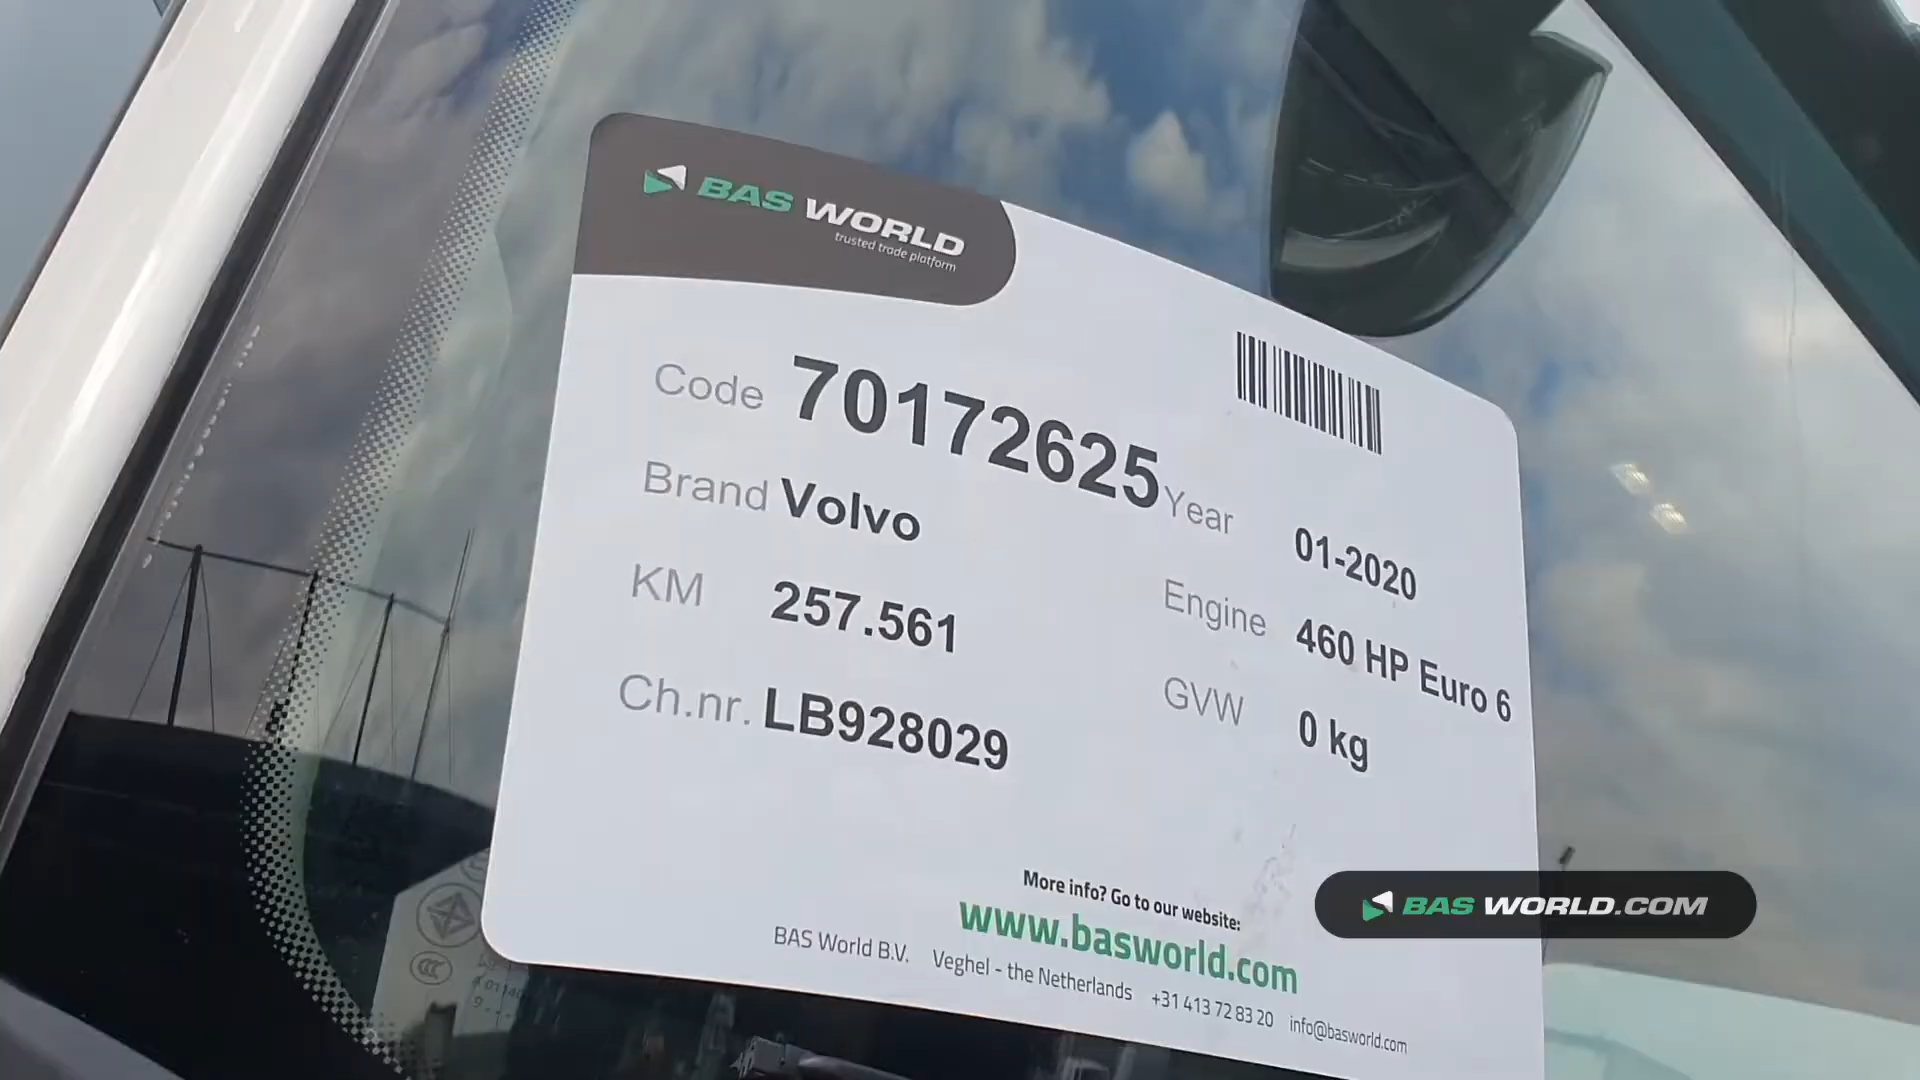 BAS WORLD
trusted trade platform
Code 70172625
Year 01-2020
Brand Volvo
Engine 460 HP Euro 6
KM 257.561
GVW 0 kg
Ch.nr. LB928029
More info? Go to our website:
www.basworld.com
BAS World B.V. Veghel - the Netherlands +31 413 72 83 20 info@basworld.com
BAS WORLD.COM